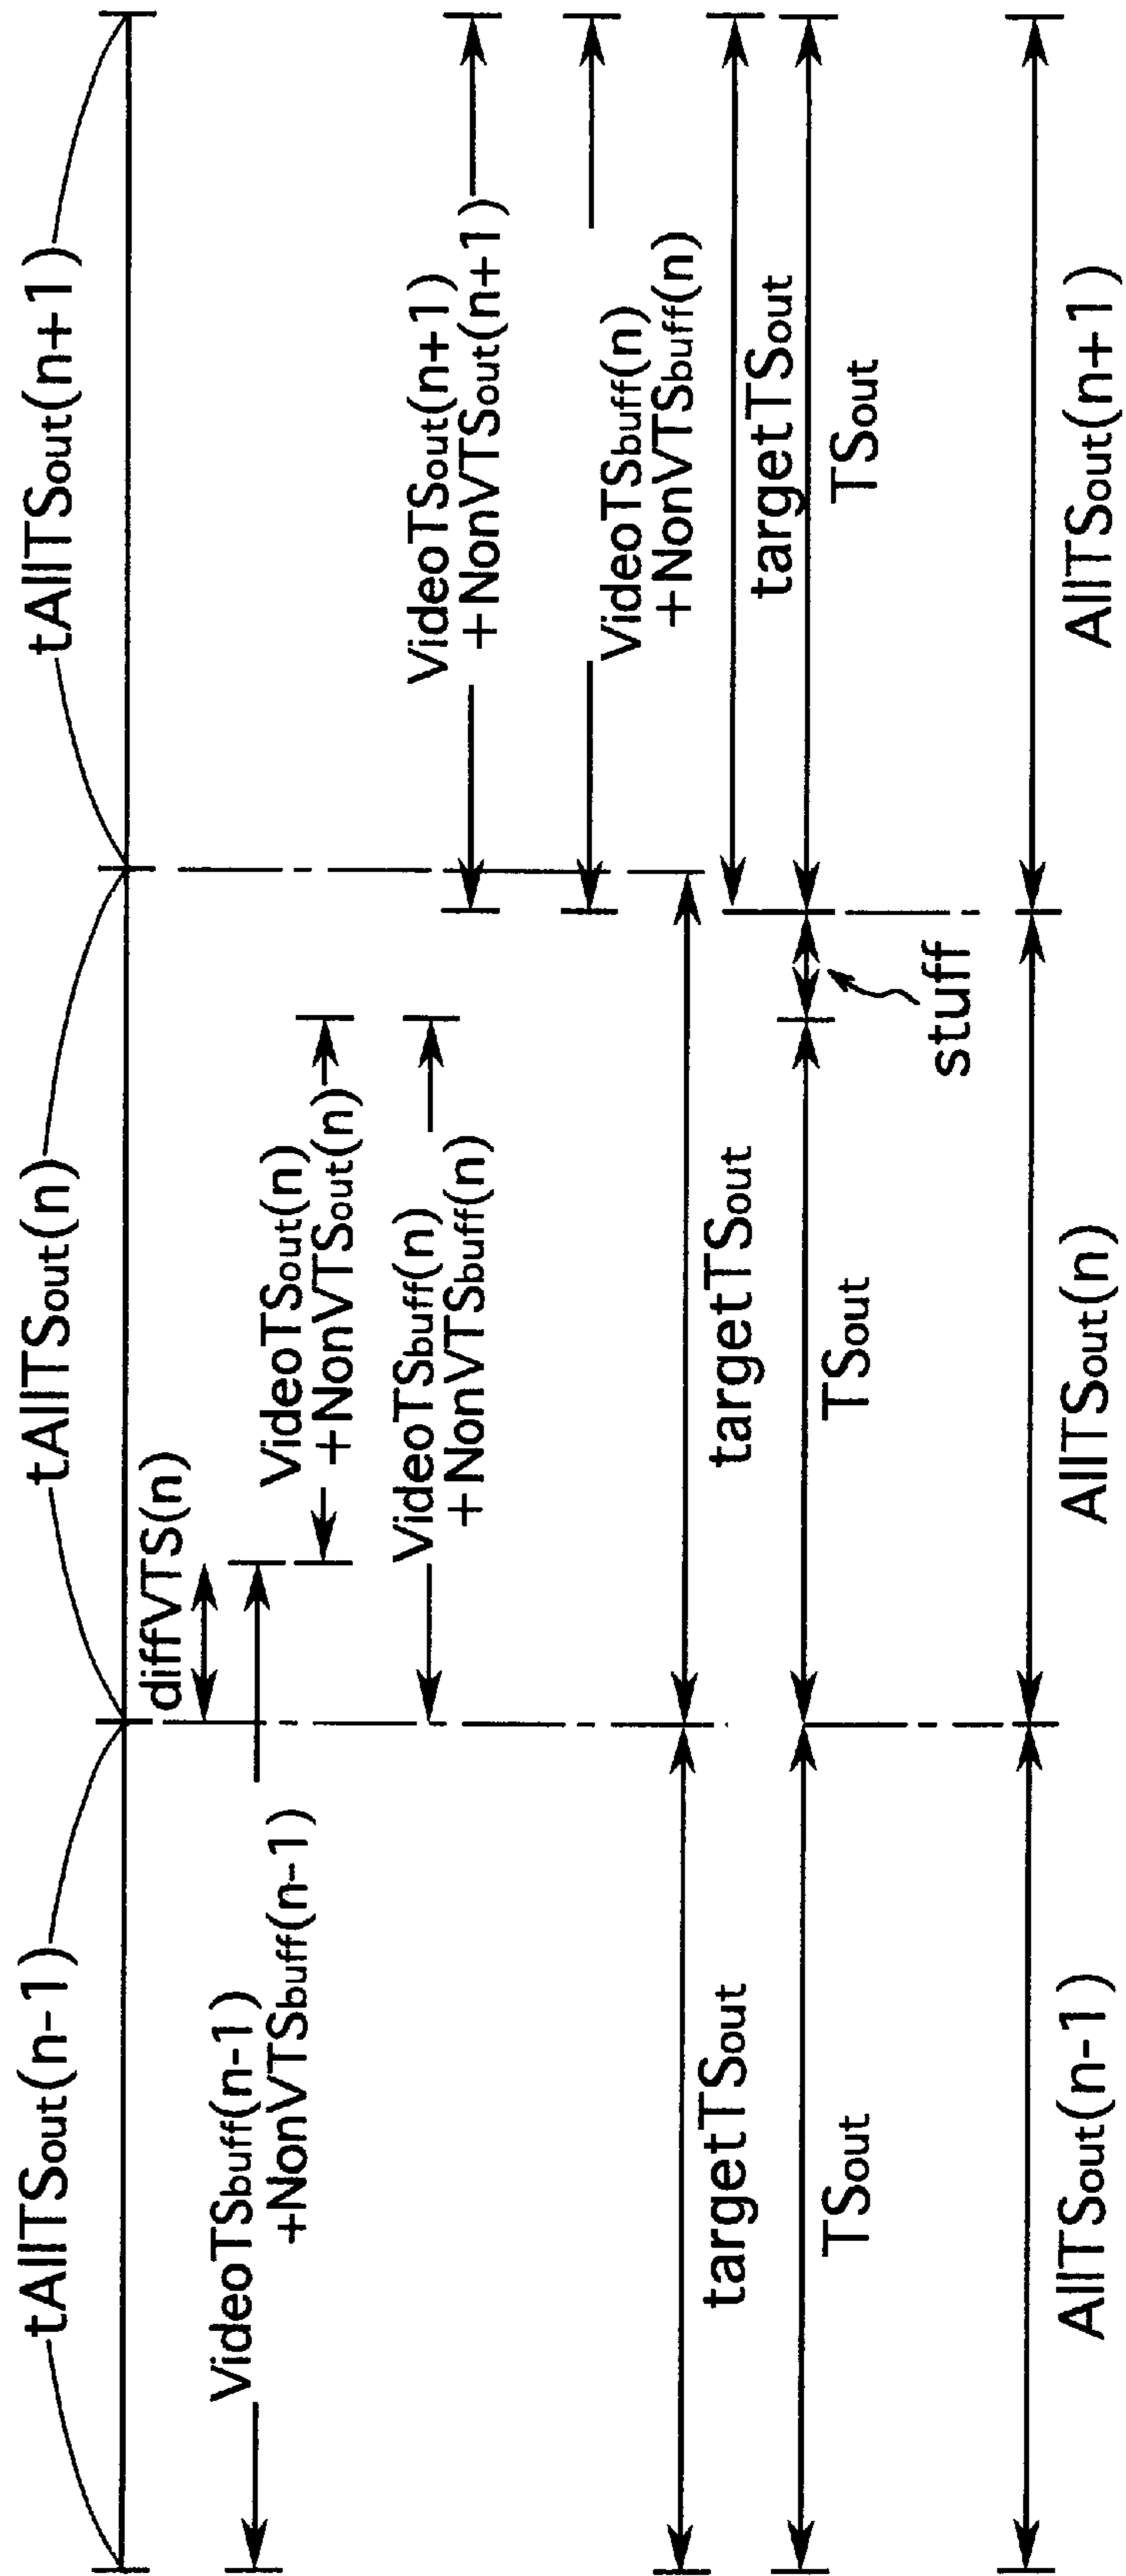 tAllTSout(n-1)
tAllTSout(n)
tAllTSout(n+1)
diffVTS(n)
VideoTSbuff(n-1)
+NonVTSbuff(n-1)
VideoTSout(n)
+NonVTSout(n)
VideoTSout(n+1)
+NonVTSout(n+1)
VideoTSbuff(n)
+NonVTSbuff(n)
VideoTSbuff(n)
+NonVTSbuff(n)
targetTSout
targetTSout
targetTSout
TSout
TSout
TSout
stuff
AllTSout(n-1)
AllTSout(n)
AllTSout(n+1)